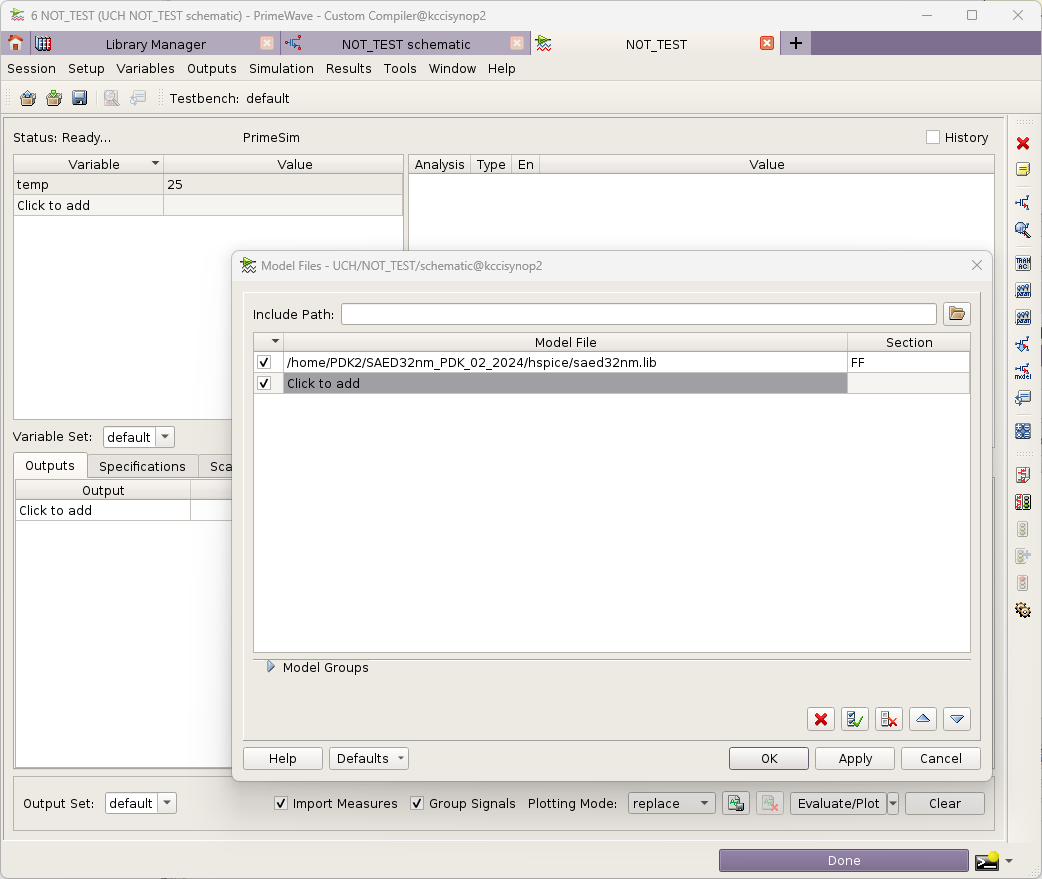 6 NOT_TEST (UCH NOT_TEST schematic) - PrimeWave - Custom Compiler@kccisynop2
Library Manager
NOT_TEST schematic
NOT_TEST
Session Setup Variables Outputs Simulation Results Tools Window Help
Testbench: default
Status: Ready...
PrimeSim
History
Variable Value
temp 25
Click to add
Analysis Type En Value
Model Files - UCH/NOT_TEST/schematic@kccisynop2
Include Path:
Model File Section
/home/PDK2/SAED32nm_PDK_02_2024/hspice/saed32nm.lib FF
Click to add
Model Groups
Help Defaults OK Apply Cancel
Variable Set: default
Outputs Specifications Sca
Output
Click to add
Output Set: default Import Measures Group Signals Plotting Mode: replace Evaluate/Plot Clear
Done